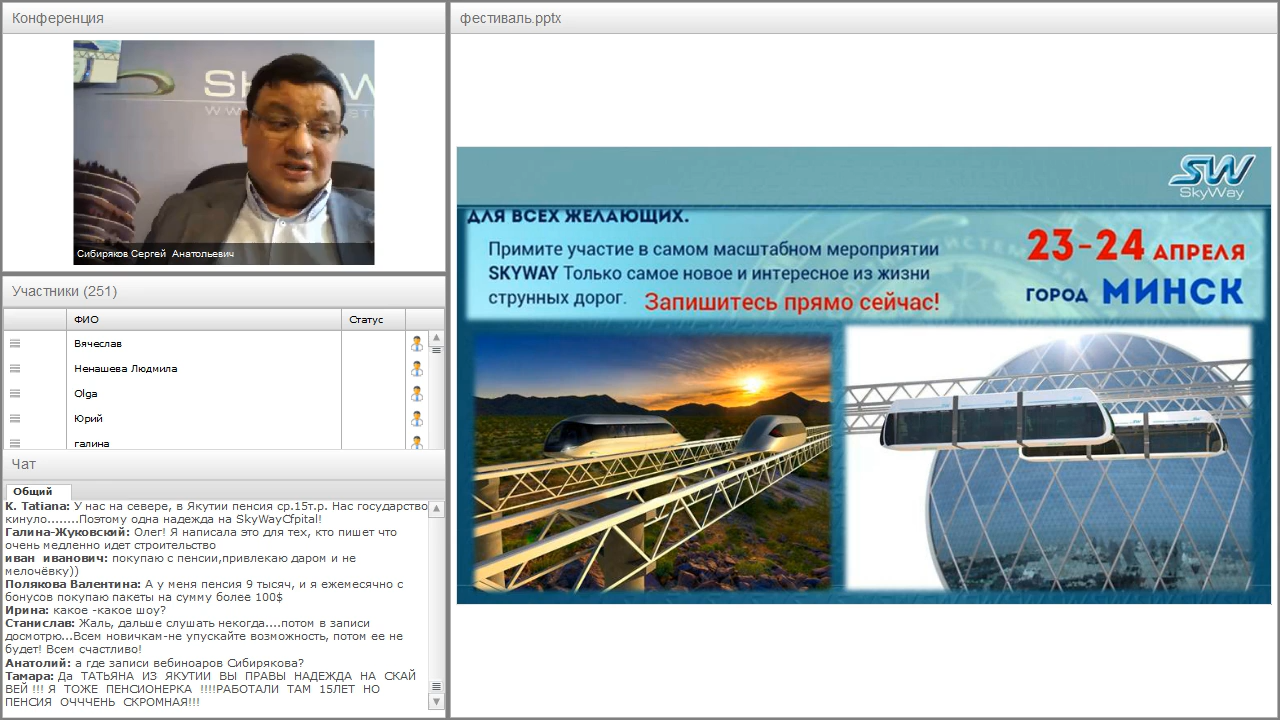 Конференция
SKYW
Сибиряков Сергей Анатольевич
Участники (251)
ФИО
Статус
Вячеслав
Ненашева Людмила
Olga
Юрий
галина
Чат
Общий
K. Tatiana: У нас на севере, в Якутии пенсия ср.15т.р. Нас государство
кинуло........Поэтому одна надежда на SkyWayCfpital!
Галина-Жуковский: Олег! Я написала это для тех, кто пишет что
очень медленно идет строительство
иван иванович: покупаю с пенсии,привлекаю даром и не
мелочёвку))
Полякова Валентина: А у меня пенсия 9 тысяч, и я ежемесячно с
бонусов покупаю пакеты на сумму более 100$
Ирина: какое -какое шоу?
Станислав: Жаль, дальше слушать некогда....потом в записи
досмотрю...Всем новичкам-не упускайте возможность, потом ее не
будет! Всем счастливо!
Анатолий: а где записи вебиноаров Сибирякова?
Тамара: Да ТАТЬЯНА ИЗ ЯКУТИИ ВЫ ПРАВЫ НАДЕЖДА НА СКАЙ
ВЕЙ !!! Я ТОЖЕ ПЕНСИОНЕВКА !!!!РАБОТАЛИ ТАМ 15ЛЕТ НО
ПЕНСИЯ ОЧЧЧЕНЬ СКРОМНАЯ!!!
фестиваль.pptx
SW
SkyWay
ДЛЯ ВСЕХ ЖЕЛАЮЩИХ.
Примите участие в самом масштабном мероприятии
SKYWAY Только самое новое и интересное из жизни
струнных дорог. Запишитесь прямо сейчас!
23-24 АПРЕЛЯ
ГОРОД МИНСК